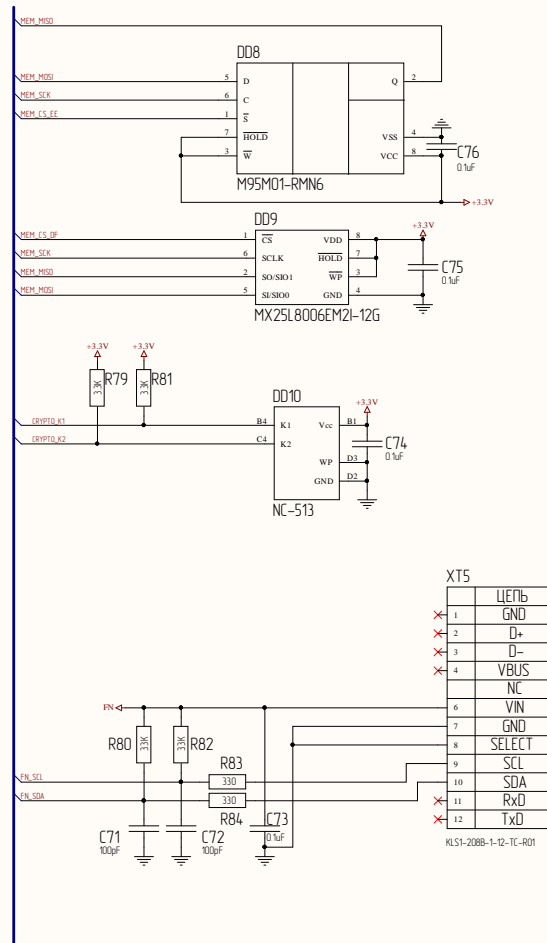 MEM_MISO
DD8
MEM_MOSI 5 D Q 2
MEM_SCK 6 C
MEM_CS_EE 1 S
7 HOLD VSS 4
3 W VCC 8
C76
0.1uF
M95M01-RMN6
+3.3V
DD9
+3.3V
MEM_CS_DF 1 CS VDD 8
MEM_SCK 6 SCLK HOLD 7
MEM_MISO 2 SO/SIO1 WP 3
MEM_MOSI 5 SI/SIO0 GND 4
C75
0.1uF
MX25L8006EM2I-12G
+3.3V +3.3V
3.3K R79 3.3K R81
DD10
+3.3V
CRYPTO_K1 B4 K1 Vcc B1
CRYPTO_K2 C4 K2
C74
0.1uF
WP D3
GND D2
NC-513
XT5
ЦЕПЬ
1 GND
2 D+
3 D-
4 VBUS
NC
FN 6 VIN
7 GND
R80 33K 33K R82
8 SELECT
R83
9 SCL
FN_SCL 330
10 SDA
FN_SDA 330
11 RxD
R84 C73
0.1uF
12 TxD
C71
100pF
C72
100pF
KLS1-208B-1-12-TC-R01